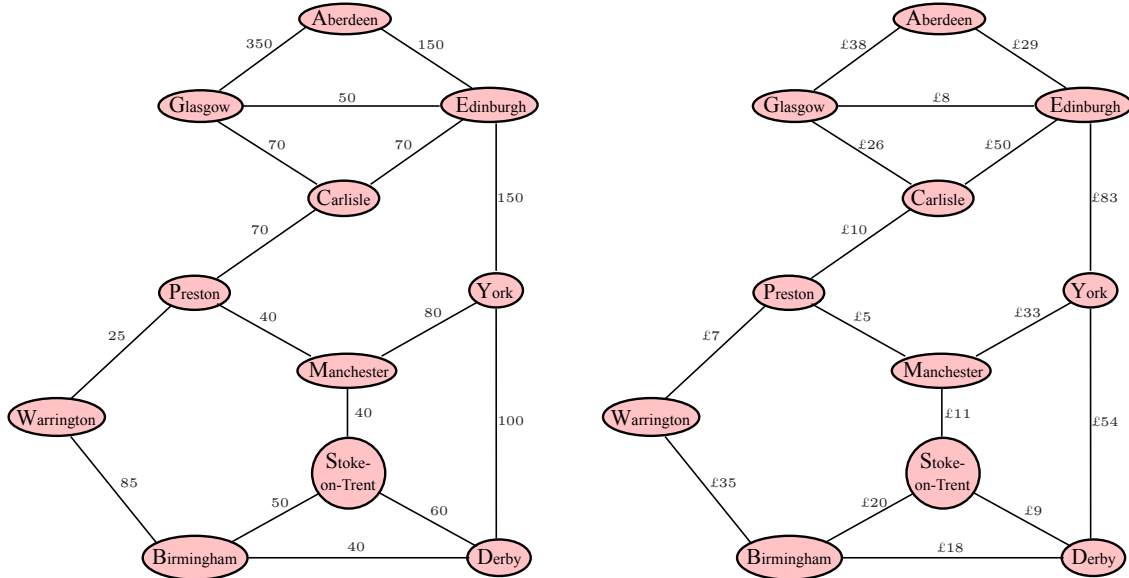 Aberdeen
350
150
Glasgow
50
Edinburgh
70
70
Carlisle
150
70
Preston
York
40
80
25
Manchester
Warrington
40
100
Stoke-
on-Trent
85
50
60
40
Birmingham
Derby
Aberdeen
£38
£29
Glasgow
£8
Edinburgh
£26
£50
Carlisle
£83
£10
Preston
York
£5
£33
£7
Manchester
Warrington
£11
£54
Stoke-
on-Trent
£35
£20
£9
£18
Birmingham
Derby